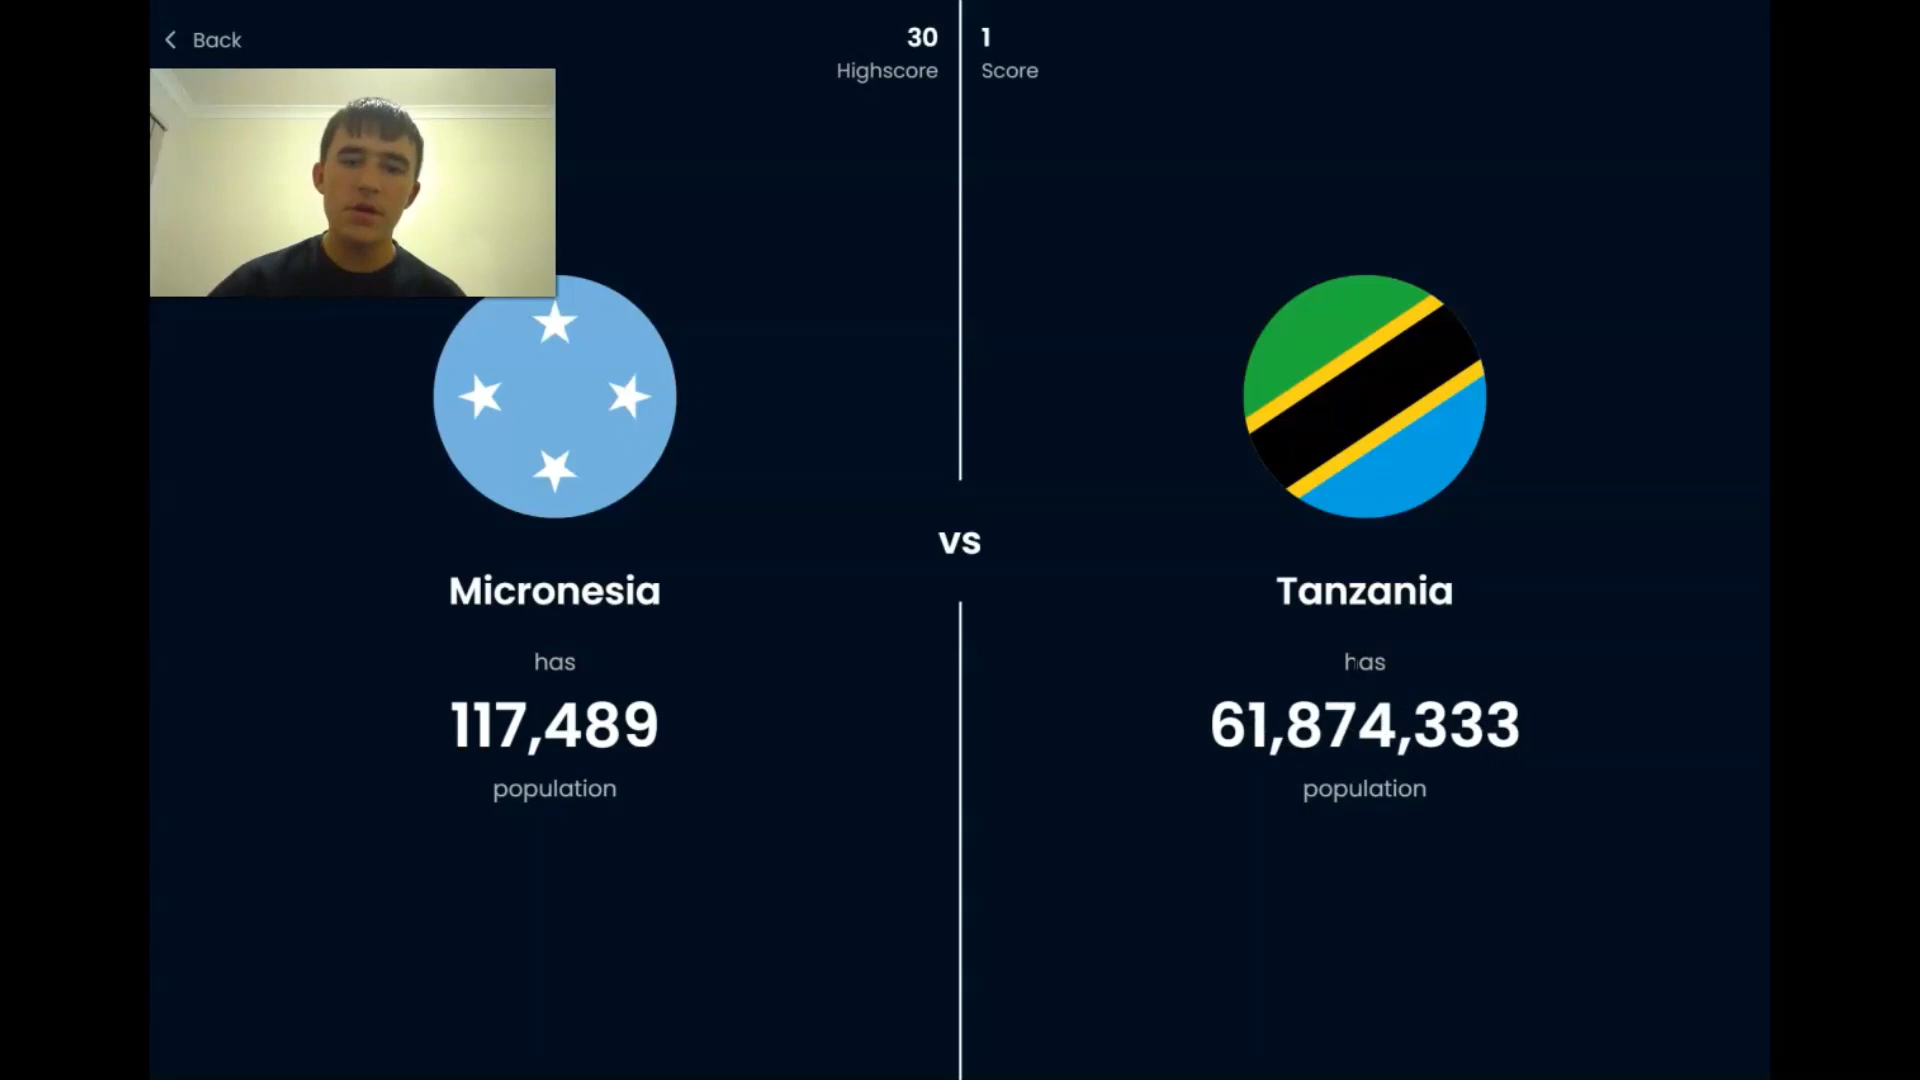 Back
30
Highscore
1
Score
vs
Micronesia
has
117,489
population
Tanzania
has
61,874,333
population